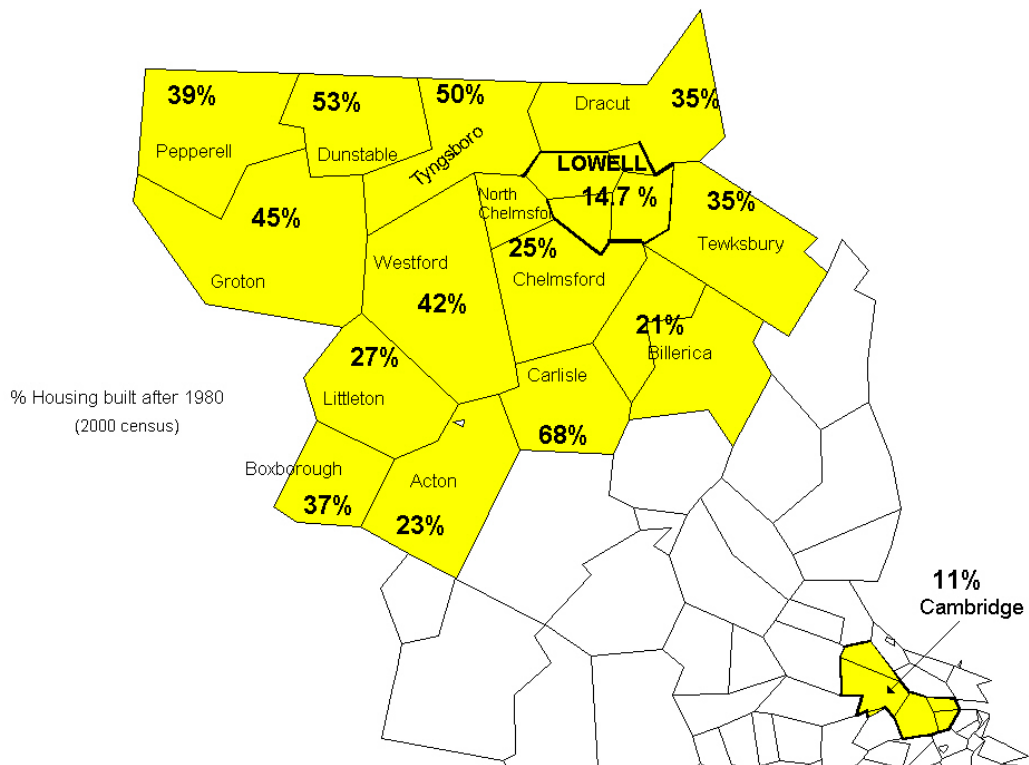 39%
Pepperell
53%
Dunstable
50%
Tyngsboro
Dracut
35%
LOWELL
14.7 %
North
Chelmsfor
35%
Tewksbury
45%
Groton
Westford
42%
25%
Chelmsford
21%
Billerica
27%
Littleton
Carlisle
68%
% Housing built after 1980
(2000 census)
Boxborough
37%
Acton
23%
11%
Cambridge